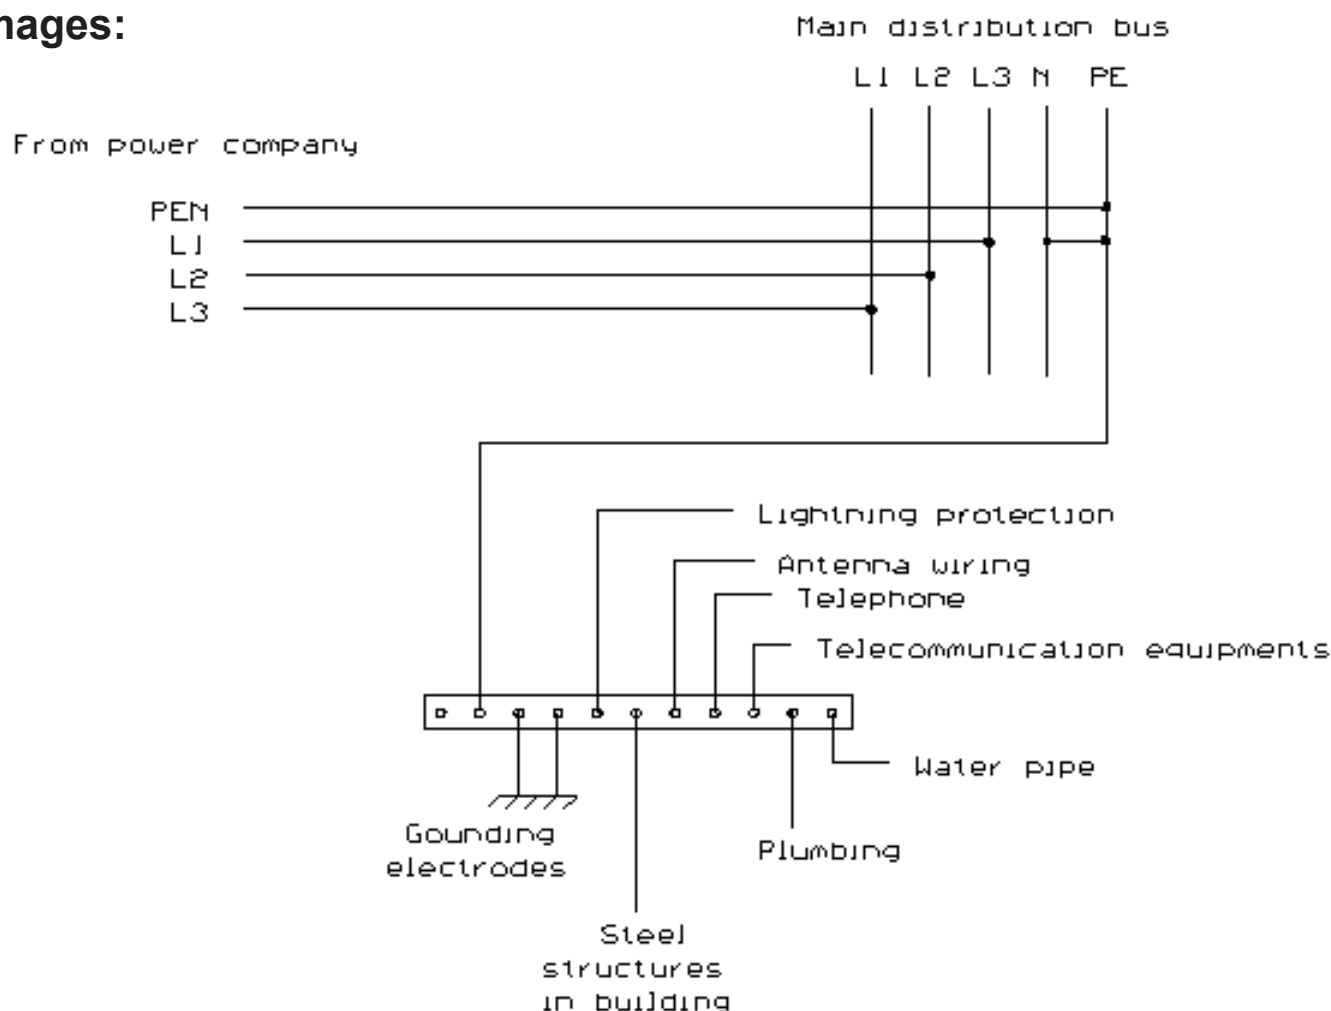 mages:
Main distribution bus
L1 L2 L3 N PE
From power company
PEN
L1
L2
L3
Lightning protection
Antenna wiring
Telephone
Telecommunication equipments
Water pipe
Gounding
electrodes
Plumbing
Steel
structures
in building